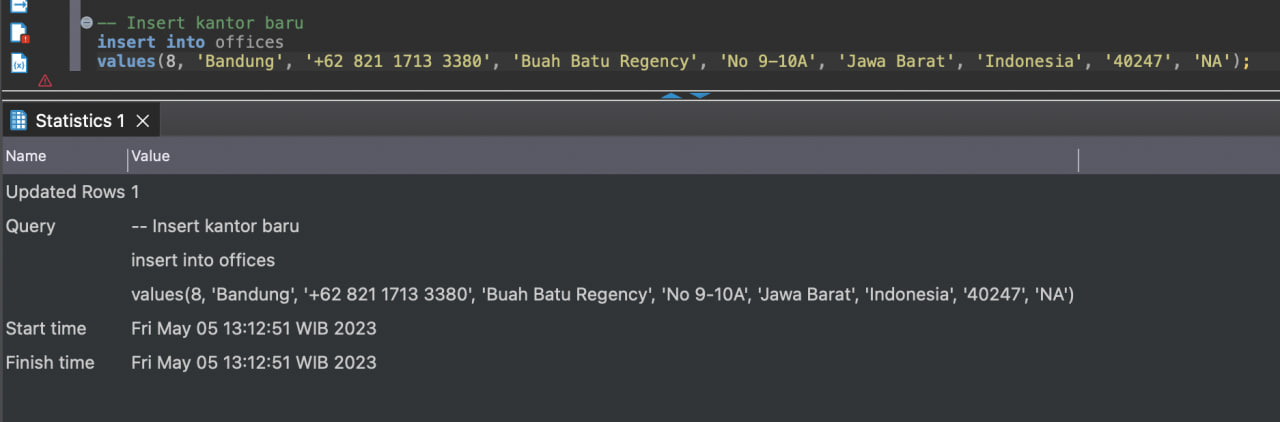 -- Insert kantor baru
insert into offices
values(8, 'Bandung', '+62 821 1713 3380', 'Buah Batu Regency', 'No 9-10A', 'Jawa Barat', 'Indonesia', '40247', 'NA');
Statistics 1
Name Value
Updated Rows 1
Query -- Insert kantor baru
insert into offices
values(8, 'Bandung', '+62 821 1713 3380', 'Buah Batu Regency', 'No 9-10A', 'Jawa Barat', 'Indonesia', '40247', 'NA')
Start time Fri May 05 13:12:51 WIB 2023
Finish time Fri May 05 13:12:51 WIB 2023